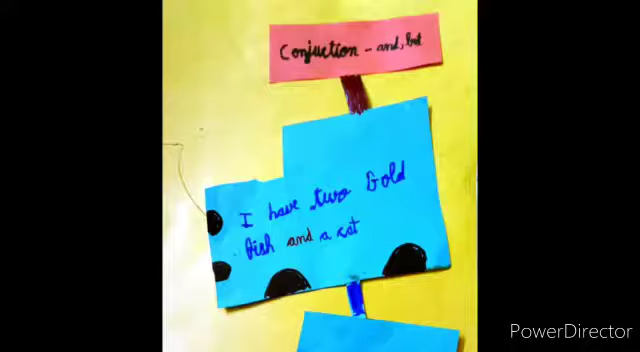 Conjuction - and, but
I have two Gold
fish and a cat
PowerDirector